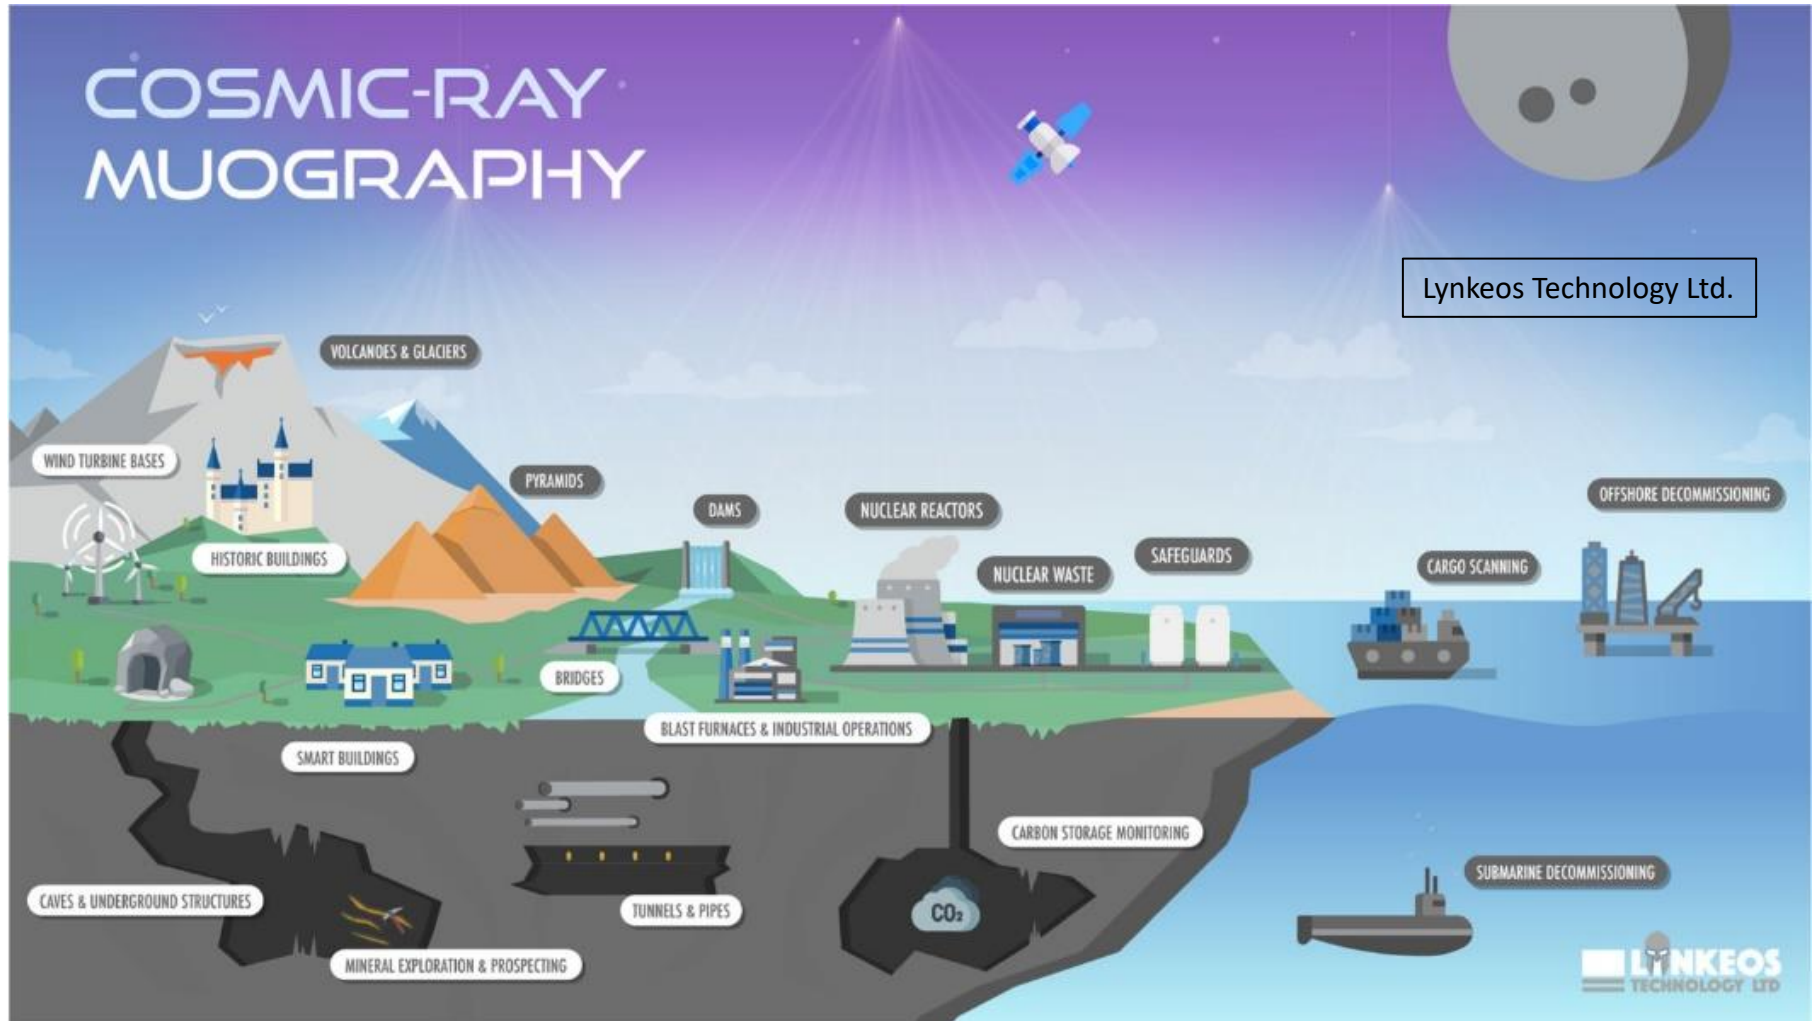 COSMIC-RAY
MUOGRAPHY
Lynkeos Technology Ltd.
VOLCANOES & GLACIERS
WIND TURBINE BASES
PYRAMIDS
DAMS
NUCLEAR REACTORS
OFFSHORE DECOMMISSIONING
HISTORIC BUILDINGS
NUCLEAR WASTE
SAFEGUARDS
CARGO SCANNING
BRIDGES
SMART BUILDINGS
BLAST FURNACES & INDUSTRIAL OPERATIONS
CARBON STORAGE MONITORING
SUBMARINE DECOMMISSIONING
CAVES & UNDERGROUND STRUCTURES
TUNNELS & PIPES
CO₂
MINERAL EXPLORATION & PROSPECTING
LYNKEOS
TECHNOLOGY LTD